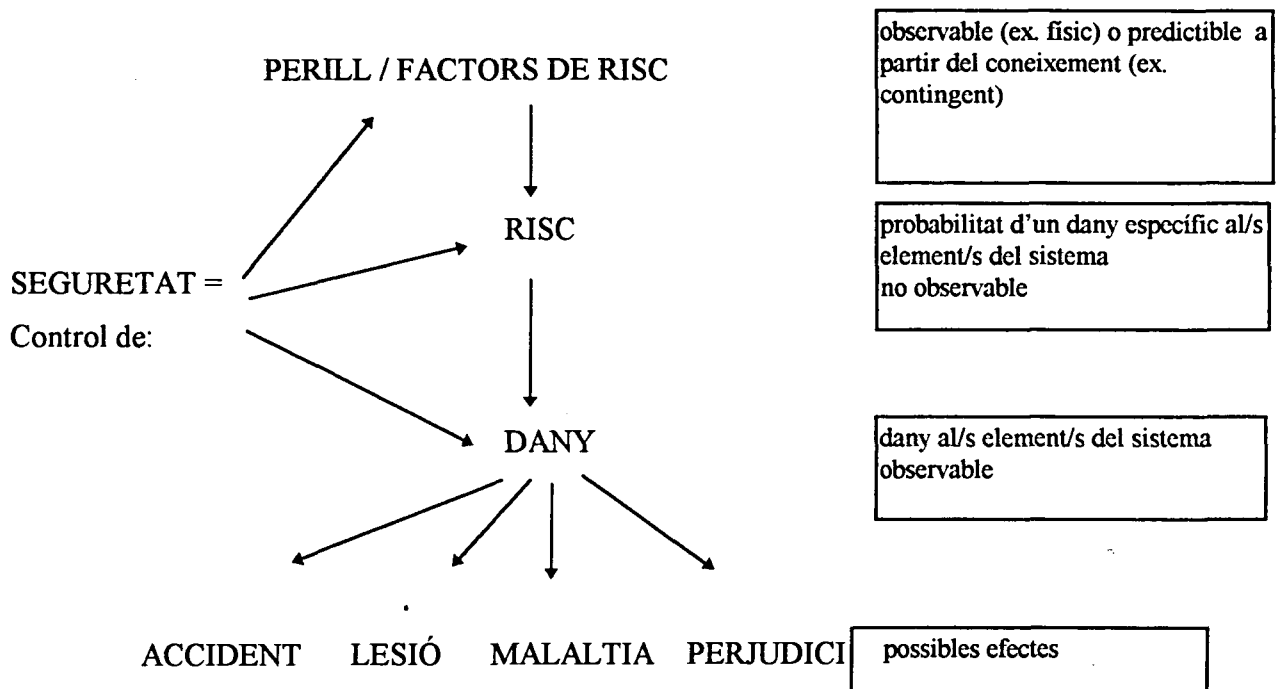 PERILL / FACTORS DE RISC
observable (ex. físic) o predictible a
partir del coneixement (ex.
contingent)
RISC
probabilitat d'un dany específic al/s
element/s del sistema
no observable
SEGURETAT =
Control de:
DANY
dany al/s element/s del sistema
observable
ACCIDENT LESIÓ MALALTIA PERJUDICI
possibles efectes